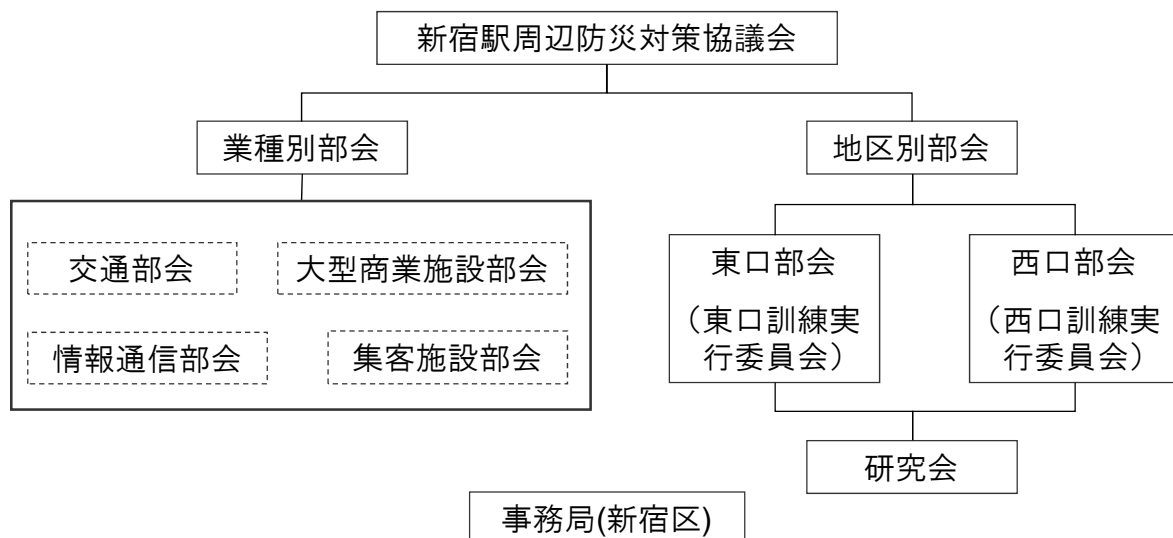 新宿駅周辺防災対策協議会
業種別部会
地区別部会
交通部会
大型商業施設部会
情報通信部会
集客施設部会
東口部会
（東口訓練実
行委員会）
西口部会
（西口訓練実
行委員会）
研究会
事務局(新宿区)